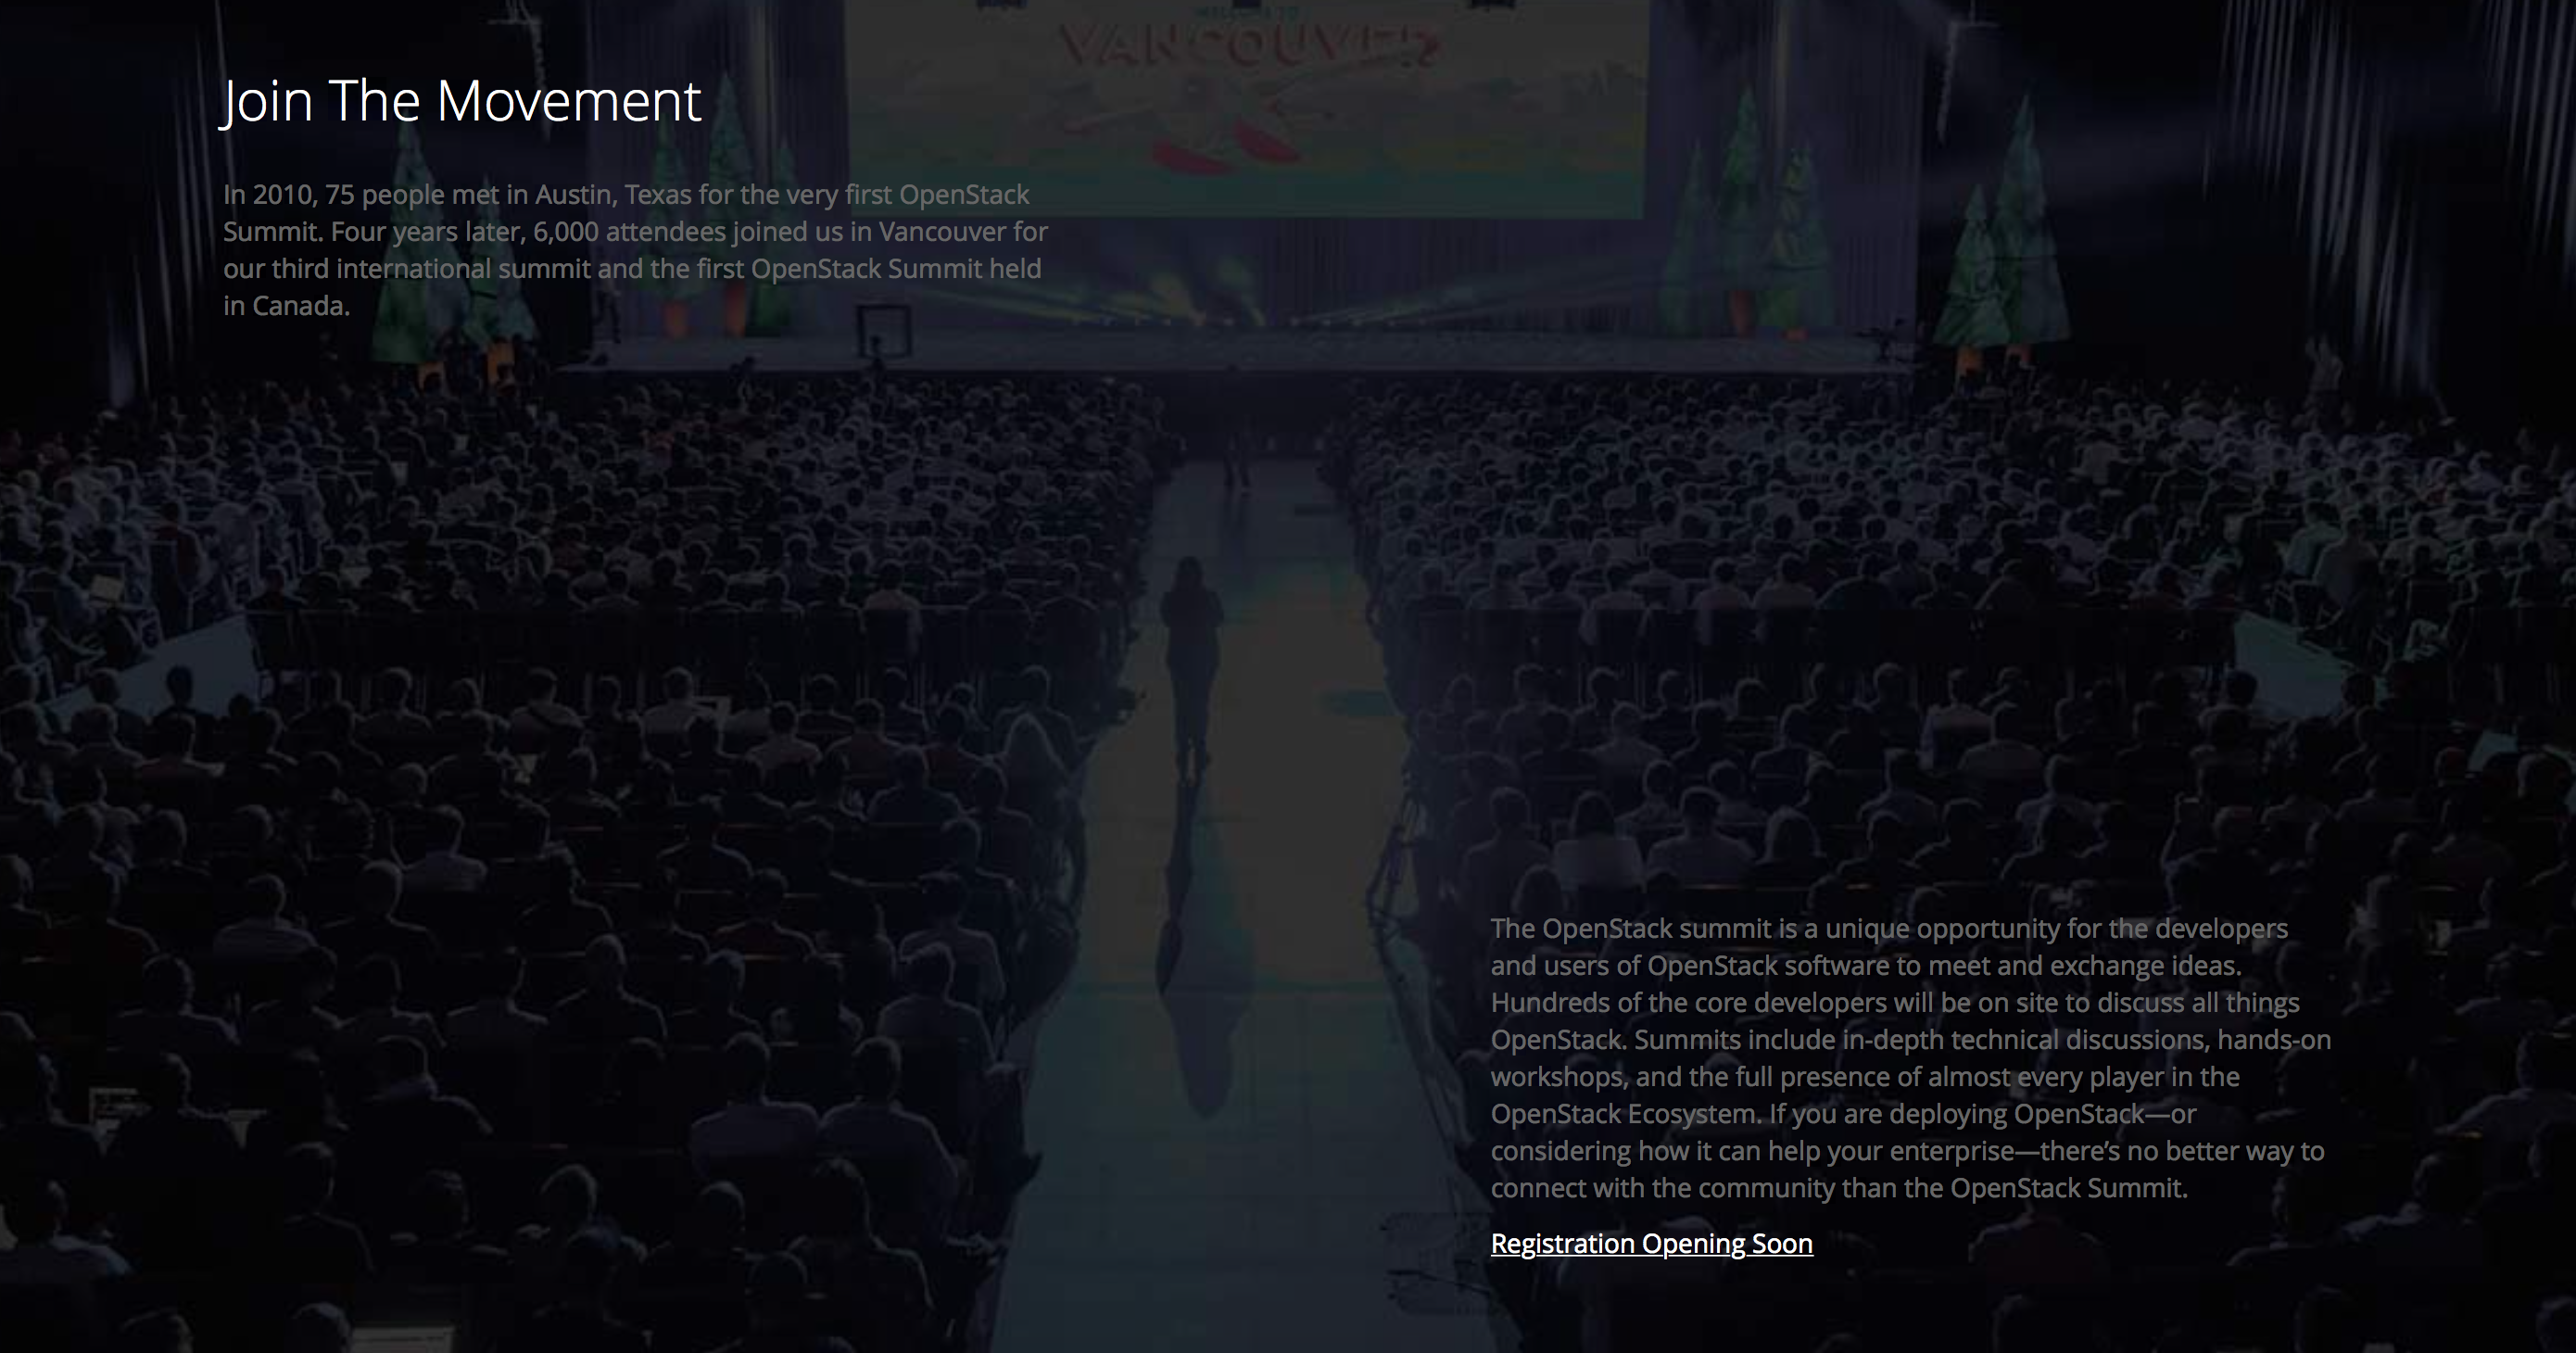 WELCOME TO
VANCOUVER
Join The Movement
In 2010, 75 people met in Austin, Texas for the very first OpenStack
Summit. Four years later, 6,000 attendees joined us in Vancouver for
our third international summit and the first OpenStack Summit held
in Canada.
The OpenStack summit is a unique opportunity for the developers
and users of OpenStack software to meet and exchange ideas.
Hundreds of the core developers will be on site to discuss all things
OpenStack. Summits include in-depth technical discussions, hands-on
workshops, and the full presence of almost every player in the
OpenStack Ecosystem. If you are deploying OpenStack—or
considering how it can help your enterprise—there’s no better way to
connect with the community than the OpenStack Summit.
Registration Opening Soon